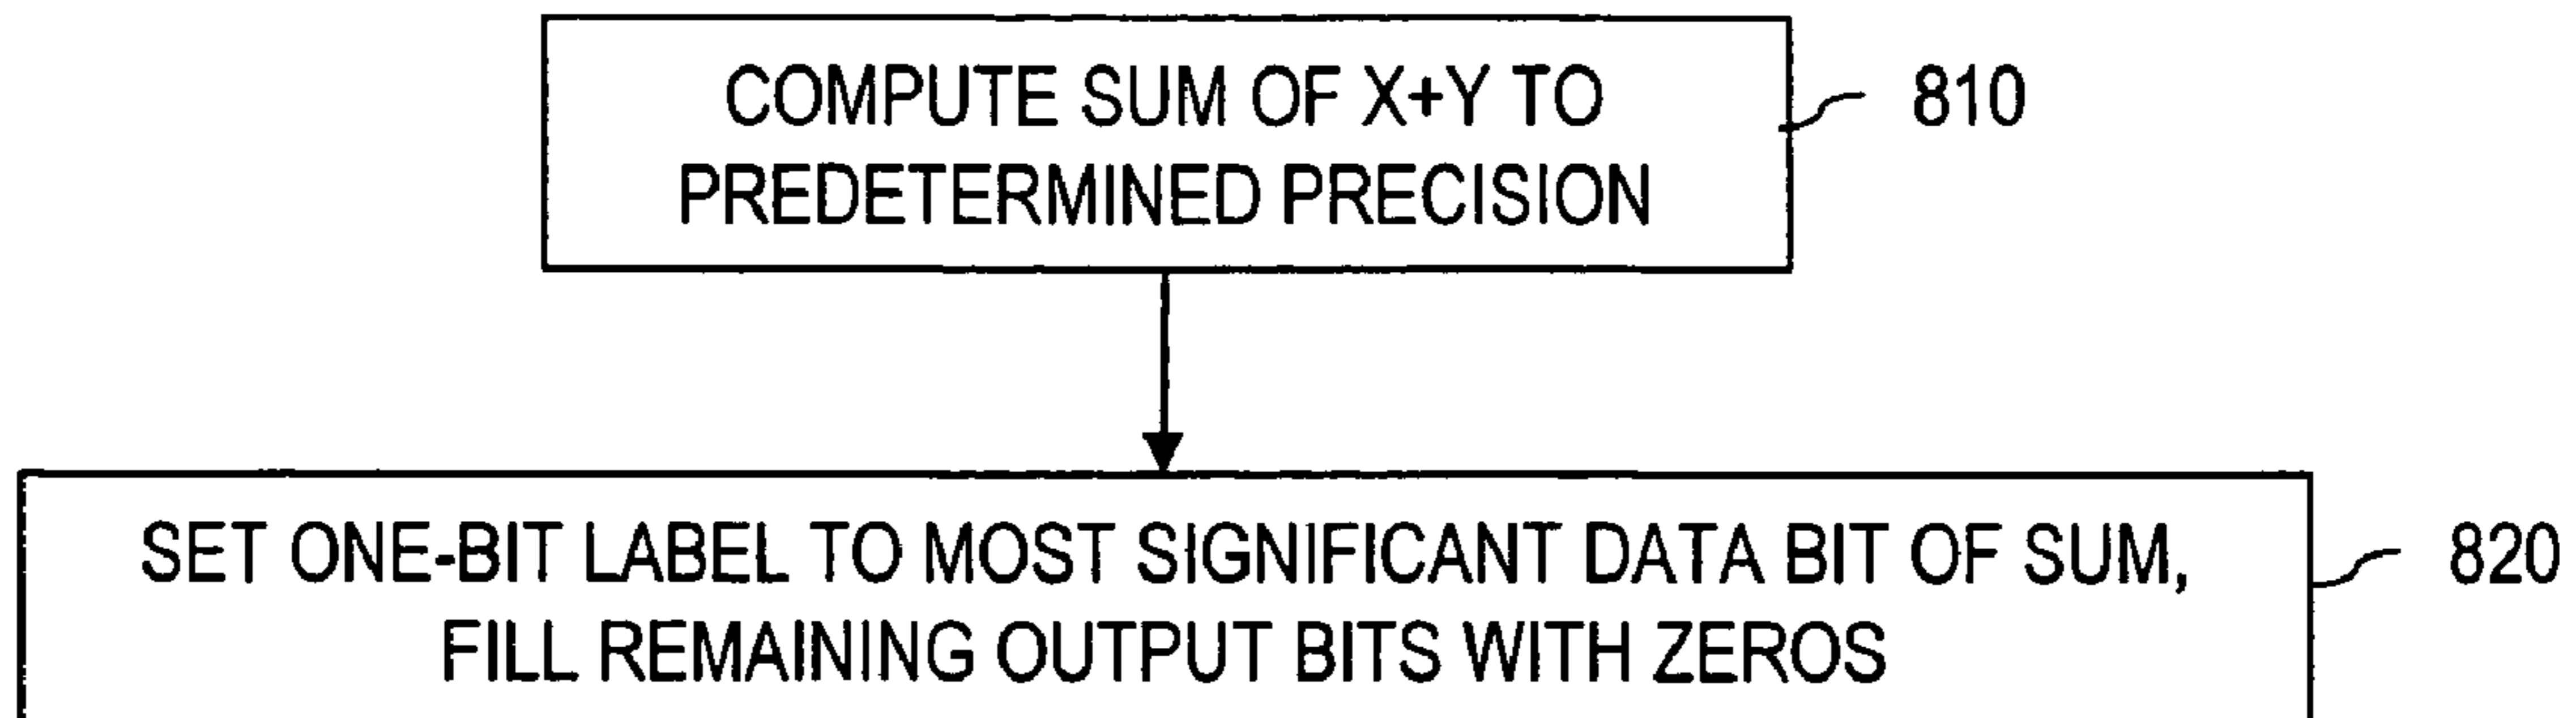 COMPUTE SUM OF X+Y TO
PREDETERMINED PRECISION
810
SET ONE-BIT LABEL TO MOST SIGNIFICANT DATA BIT OF SUM,
FILL REMAINING OUTPUT BITS WITH ZEROS
820